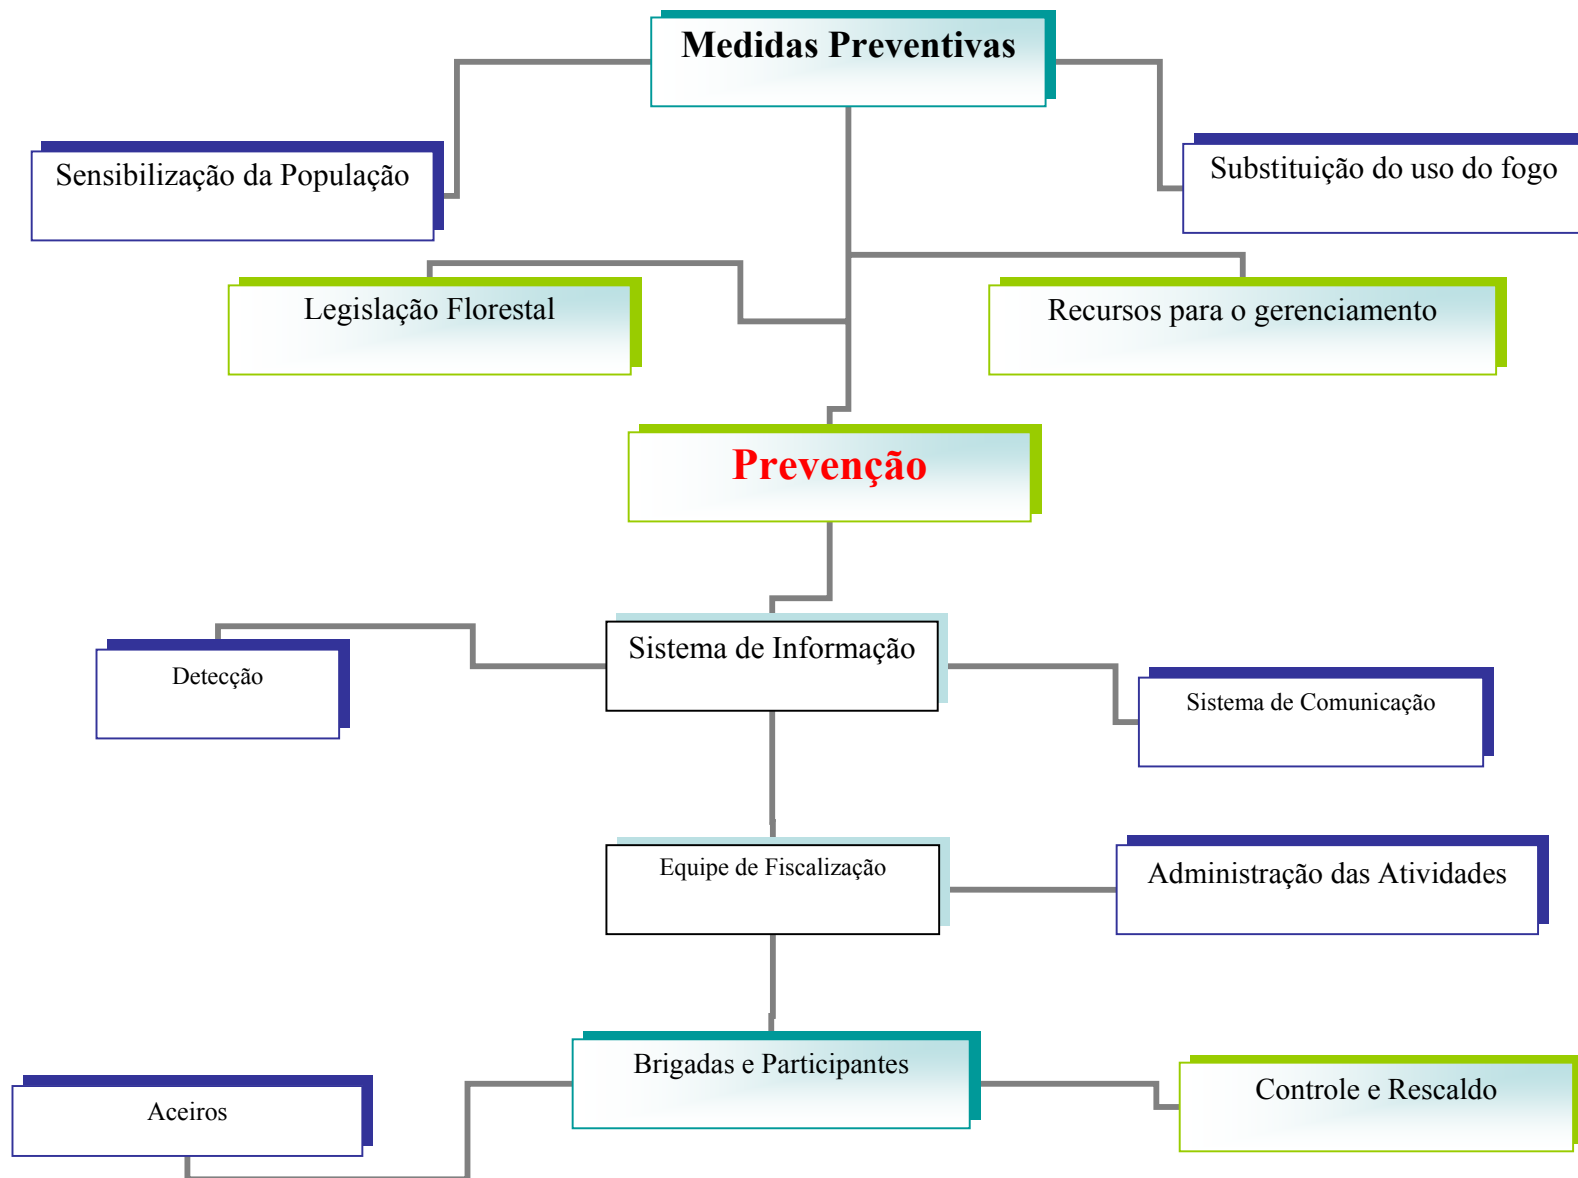 Medidas Preventivas
Sensibilização da População
Substituição do uso do fogo
Legislação Florestal
Recursos para o gerenciamento
Prevenção
Sistema de Informação
Detecção
Sistema de Comunicação
Equipe de Fiscalização
Administração das Atividades
Brigadas e Participantes
Aceiros
Controle e Rescaldo